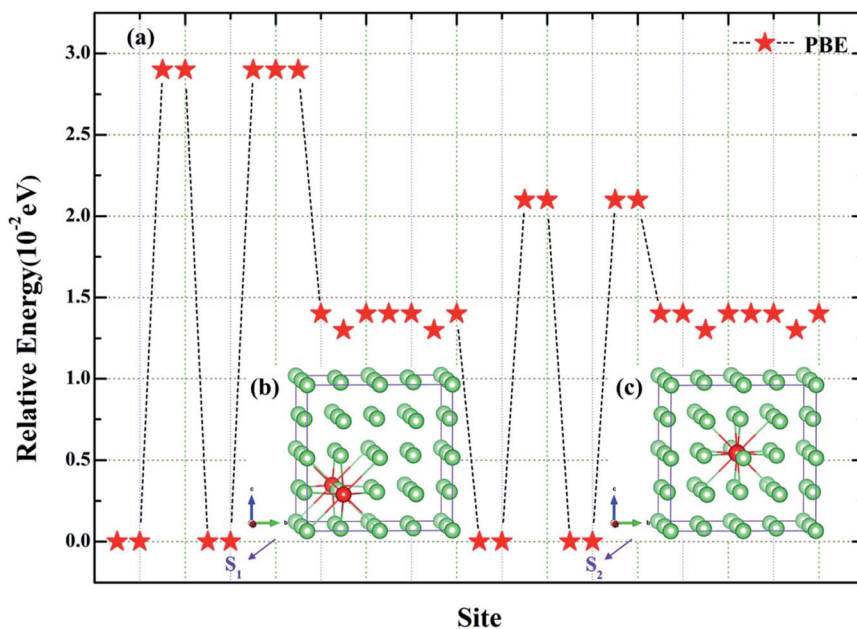 (a)
PBE
3.0
2.5
2.0
1.5
1.0
0.5
0.0
Relative Energy(10⁻² eV)
(b)
(c)
c
b
c
b
S₁
S₂
Site